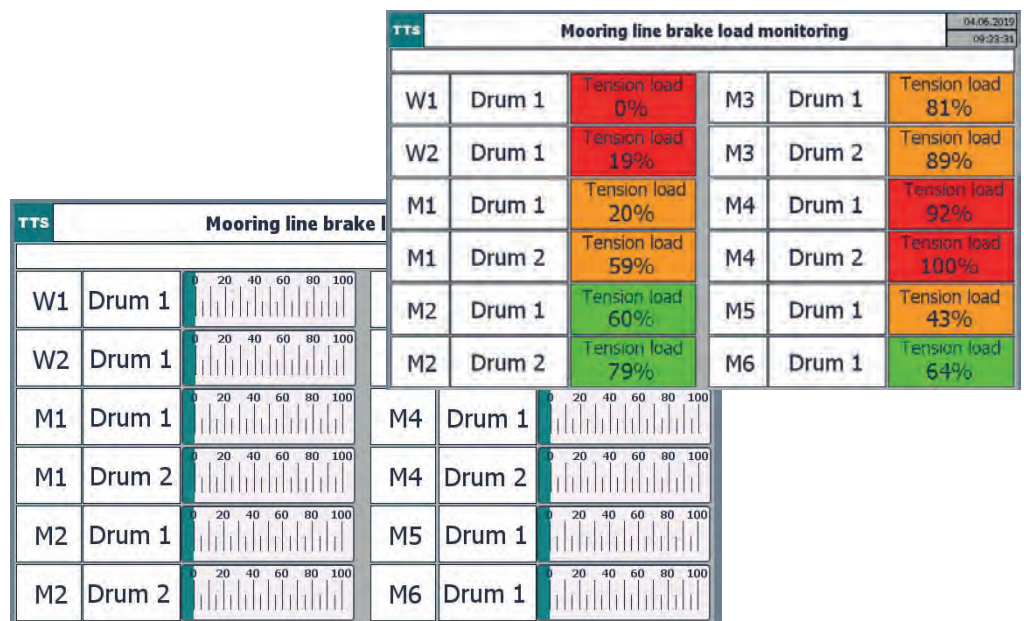 TTS Mooring line brake load monitoring 04.06.2019
09:23:31
W1 Drum 1 Tension load 0% M3 Drum 1 Tension load 81%
W2 Drum 1 Tension load 19% M3 Drum 2 Tension load 89%
M1 Drum 1 Tension load 20% M4 Drum 1 Tension load 92%
M1 Drum 2 Tension load 59% M4 Drum 2 Tension load 100%
M2 Drum 1 Tension load 60% M5 Drum 1 Tension load 43%
M2 Drum 2 Tension load 79% M6 Drum 1 Tension load 64%
TTS Mooring line brake l
W1 Drum 1 0 20 40 60 80 100
W2 Drum 1 0 20 40 60 80 100
M1 Drum 1 0 20 40 60 80 100 M4 Drum 1 0 20 40 60 80 100
M1 Drum 2 0 20 40 60 80 100 M4 Drum 2 0 20 40 60 80 100
M2 Drum 1 0 20 40 60 80 100 M5 Drum 1 0 20 40 60 80 100
M2 Drum 2 0 20 40 60 80 100 M6 Drum 1 0 20 40 60 80 100